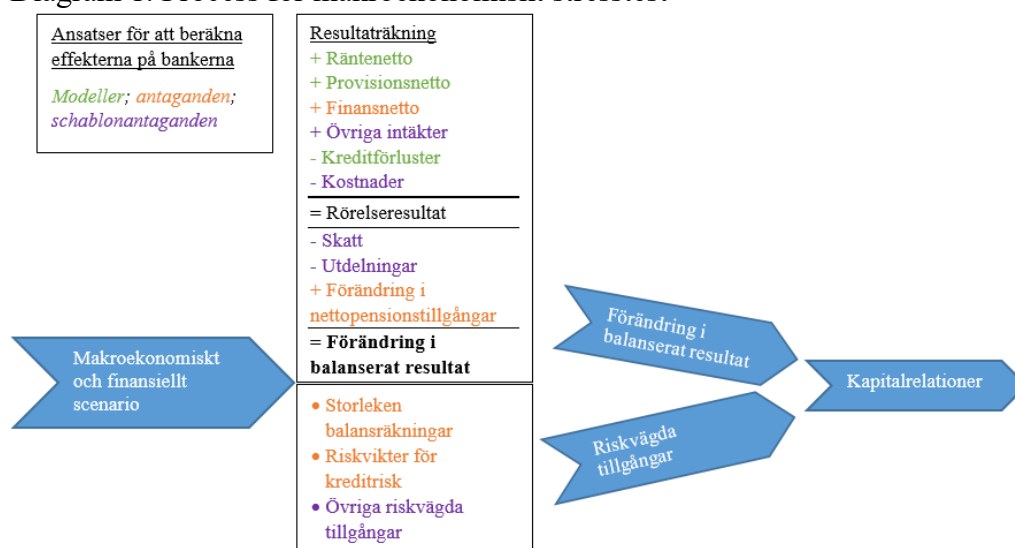 Ansatser för att beräkna
effekterna på bankerna
Modeller; antaganden;
schablonantaganden
Resultaträkning
+ Räntenetto
+ Provisionsnetto
+ Finansnetto
+ Övriga intäkter
- Kreditförluster
- Kostnader
= Rörelseresultat
- Skatt
- Utdelningar
+ Förändring i
nettopensionstillgångar
= Förändring i
balanserat resultat
• Storleken
balansräkningar
• Riskvikter för
kreditrisk
• Övriga riskvägda
tillgångar
Makroekonomiskt
och finansiellt
scenario
Förändring i
balanserat resultat
Riskvägda
tillgångar
Kapitalrelationer